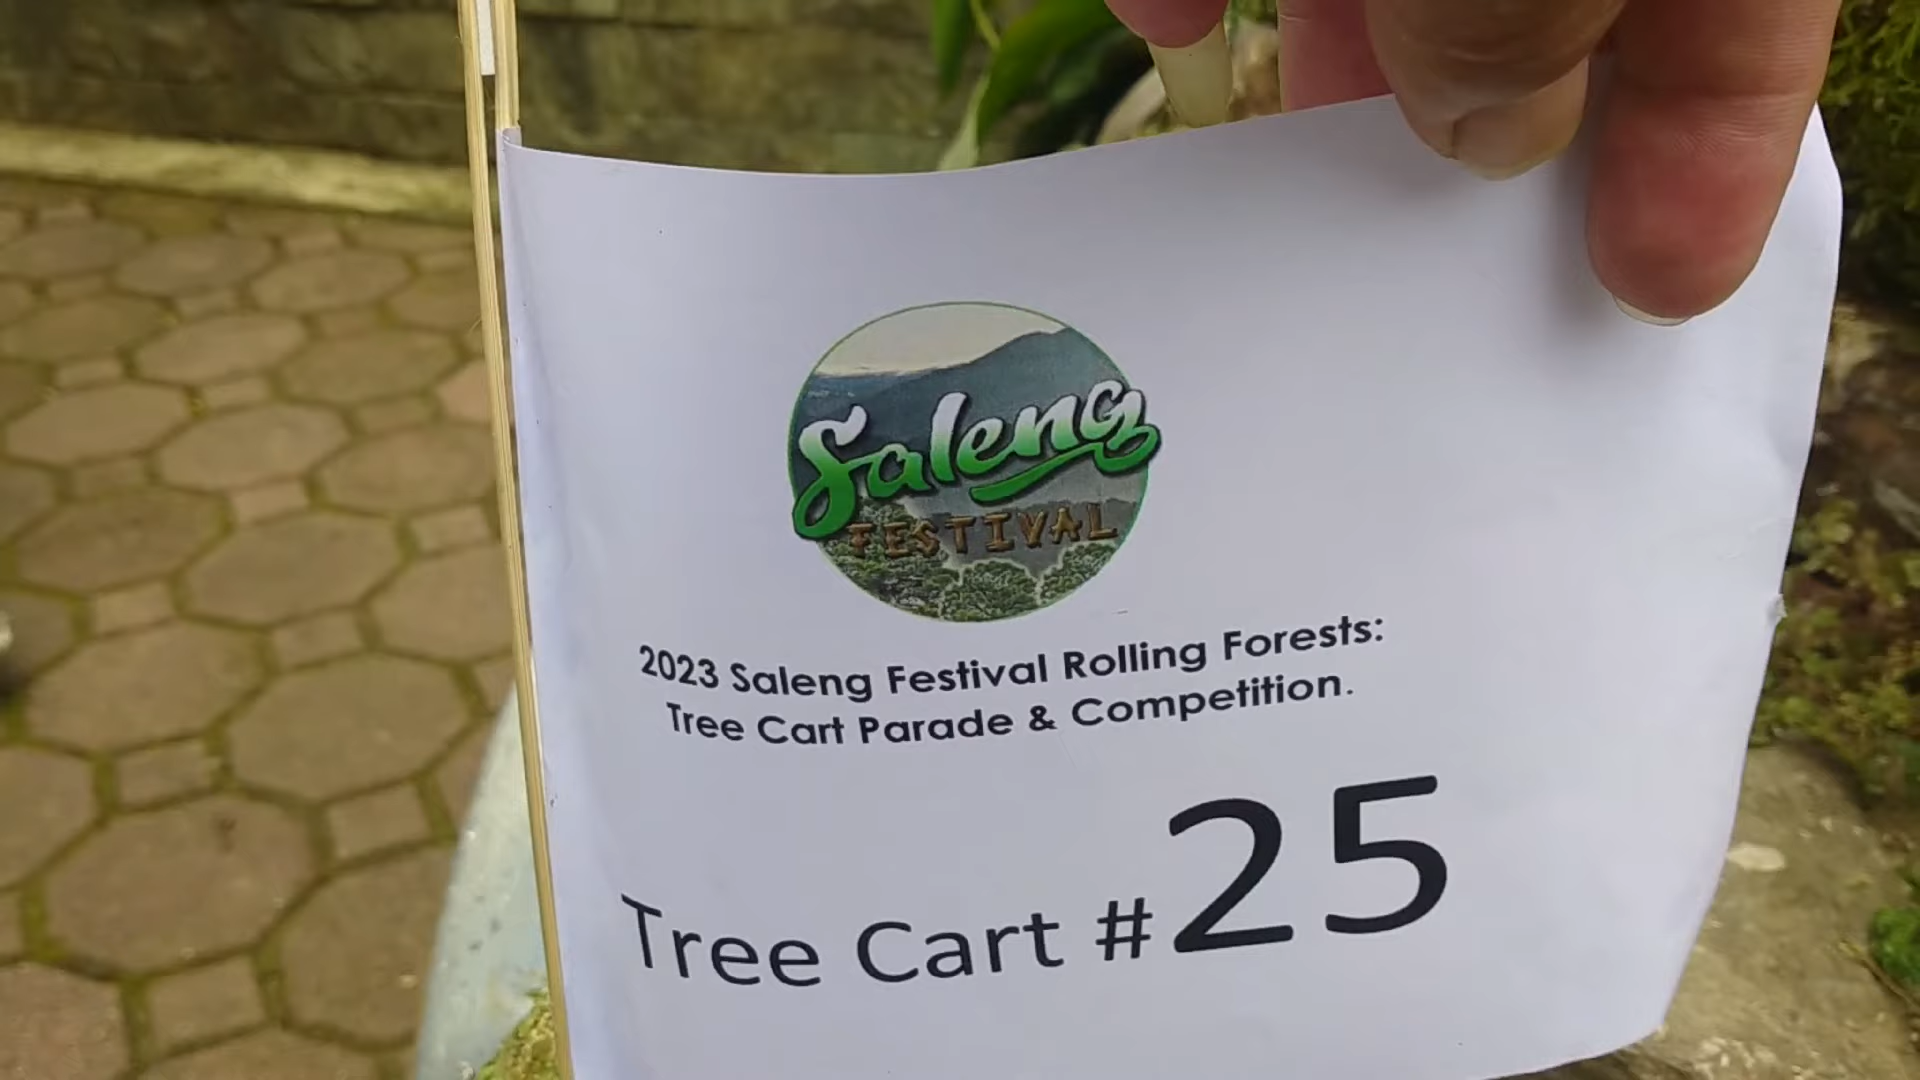 Saleng
FESTIVAL
2023 Saleng Festival Rolling Forests:
Tree Cart Parade & Competition.
Tree Cart #25